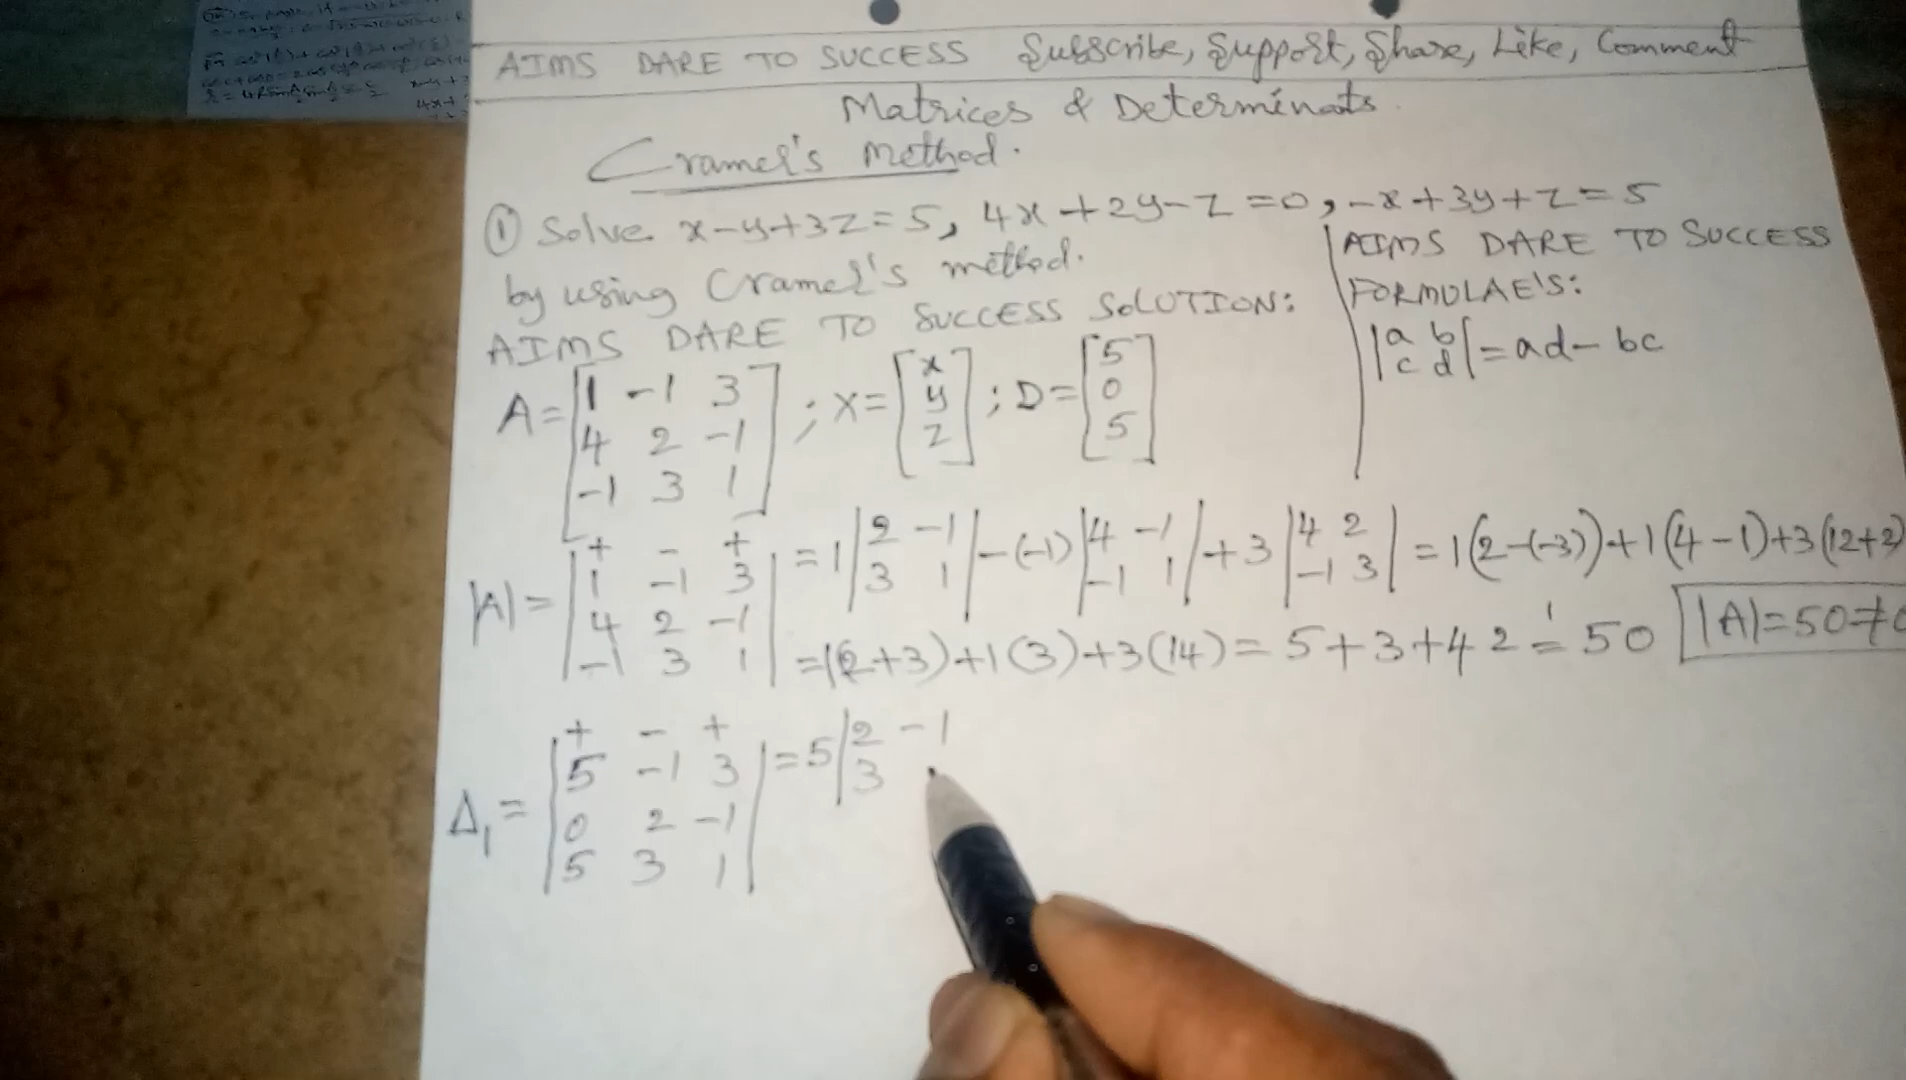 AIMS DARE TO SUCCESS Subscribe, Support, Share, Like, Comment
Matrices & Determinats.
Cramer's Method.
① Solve x-y+3z=5, 4x+2y-z=0, -x+3y+z=5
by using Cramer's method.
AIMS DARE TO SUCCESS SOLUTION:
AIMS DARE TO SUCCESS
FORMULAE'S:
|a b| = ad-bc
|c d|
A = [1 -1 3] ; X = [x] ; D = [5]
[4 2 -1] [y] [0]
[-1 3 1] [z] [5]
+ - +
|A| = |1 -1 3| = 1|2 -1| -(-1)|4 -1| +3|4 2| = 1(2-(-3))+1(4-1)+3(12+2)
|4 2 -1| |3 1| |-1 1| |-1 3|
|-1 3 1| =1(2+3)+1(3)+3(14) = 5+3+42 = 50 |A|=50≠0
+ - +
Δ₁ = |5 -1 3| = 5|2 -1
|0 2 -1| |3
|5 3 1|